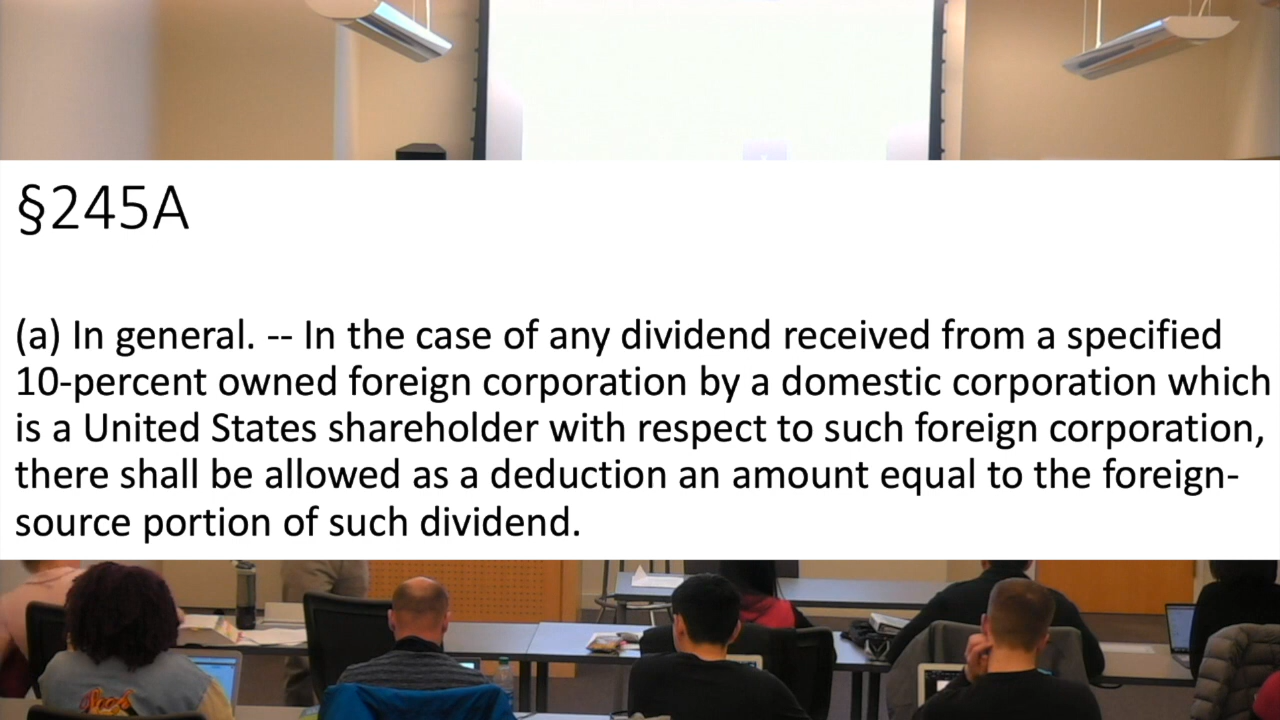 §245A
(a) In general. -- In the case of any dividend received from a specified
10-percent owned foreign corporation by a domestic corporation which
is a United States shareholder with respect to such foreign corporation,
there shall be allowed as a deduction an amount equal to the foreign-
source portion of such dividend.